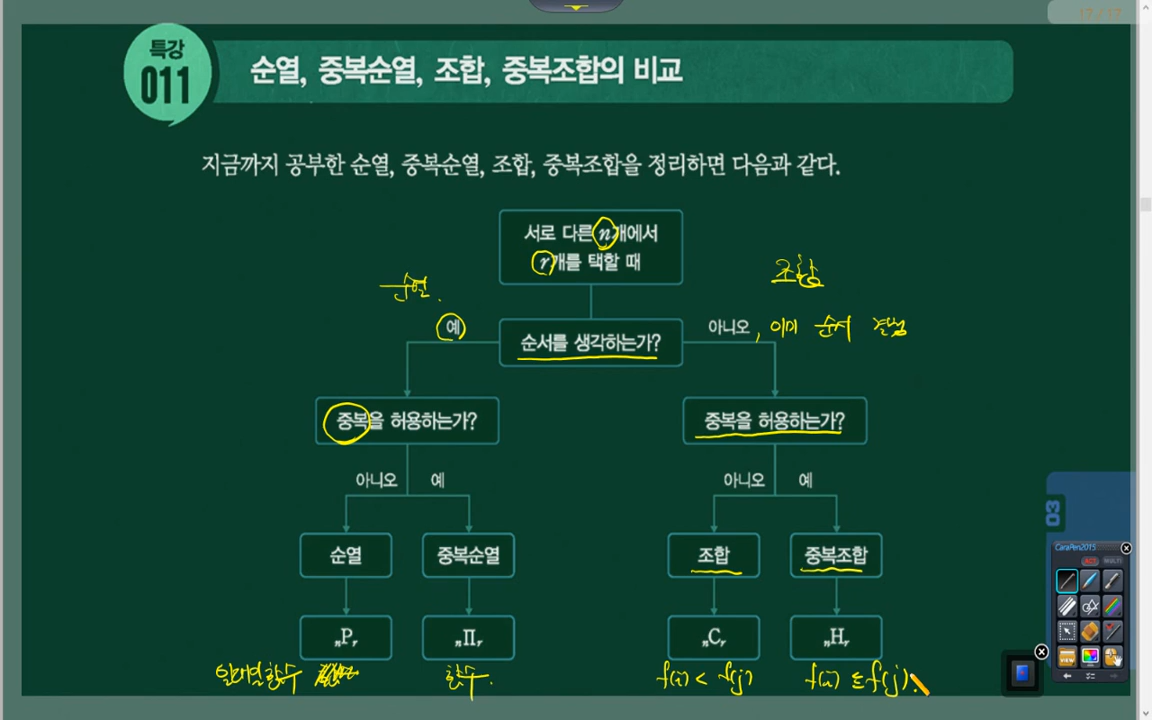 17 / 17
특강
011
순열, 중복순열, 조합, 중복조합의 비교
지금까지 공부한 순열, 중복순열, 조합, 중복조합을 정리하면 다음과 같다.
서로 다른 n개에서
r개를 택할 때
순열.
조합
예
순서를 생각하는가?
아니오, 이미 순서 결정
중복을 허용하는가?
중복을 허용하는가?
아니오 예
아니오 예
순열 중복순열 조합 중복조합
nPr nΠr nCr nHr
일대일함수 함수. f(i) < f(j) f(i) ≤ f(j).
03
CaraPen2015
MULTI
VIEW